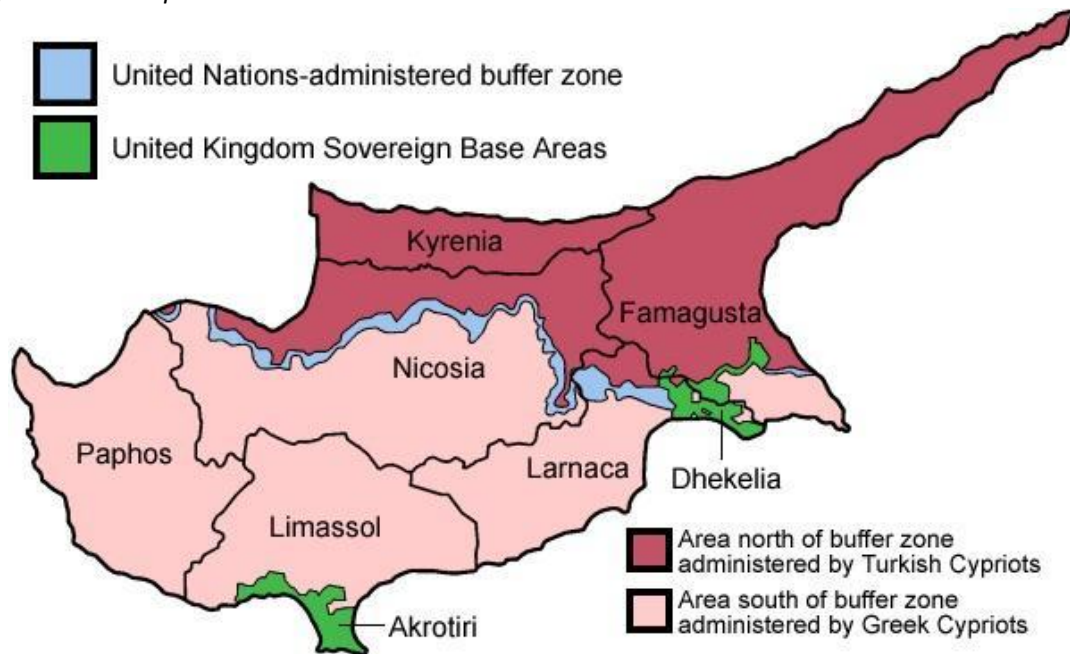 United Nations-administered buffer zone
United Kingdom Sovereign Base Areas
Kyrenia
Famagusta
Nicosia
Paphos
Larnaca
Dhekelia
Limassol
Akrotiri
Area north of buffer zone
administered by Turkish Cypriots
Area south of buffer zone
administered by Greek Cypriots